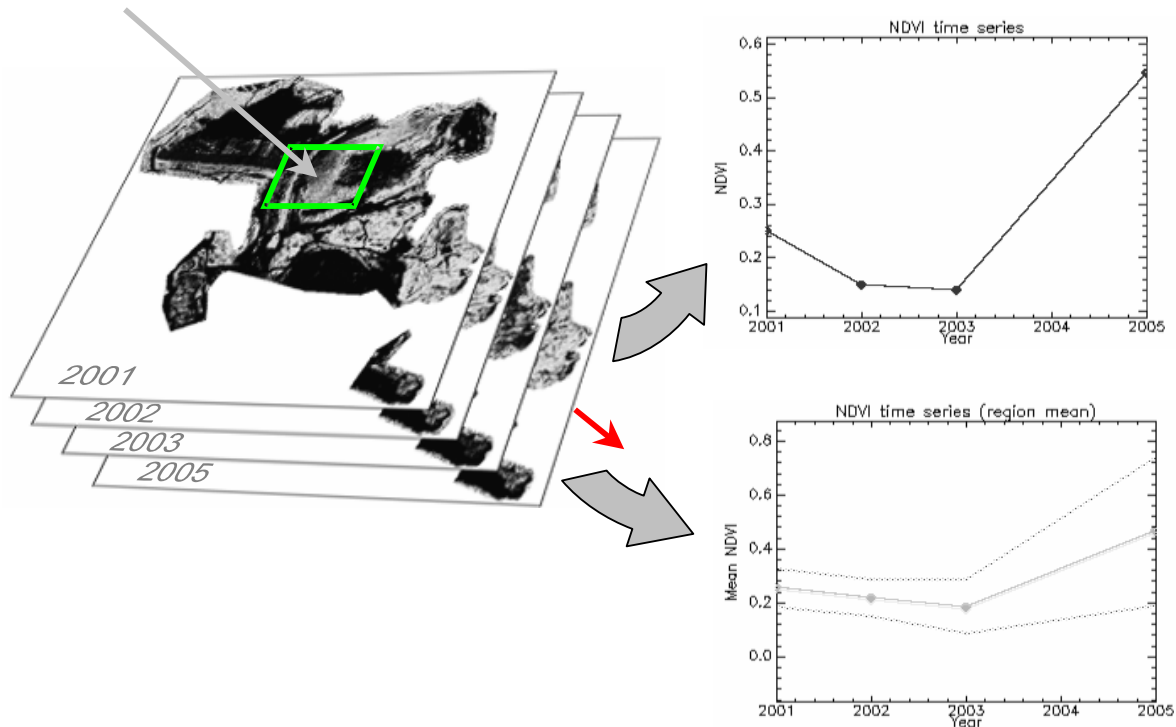 2001
2002
2003
2005
NDVI time series
NDVI
0.6
0.5
0.4
0.3
0.2
0.1
2001 2002 2003 2004 2005
Year
NDVI time series (region mean)
Mean NDVI
0.8
0.6
0.4
0.2
0.0
2001 2002 2003 2004 2005
Year